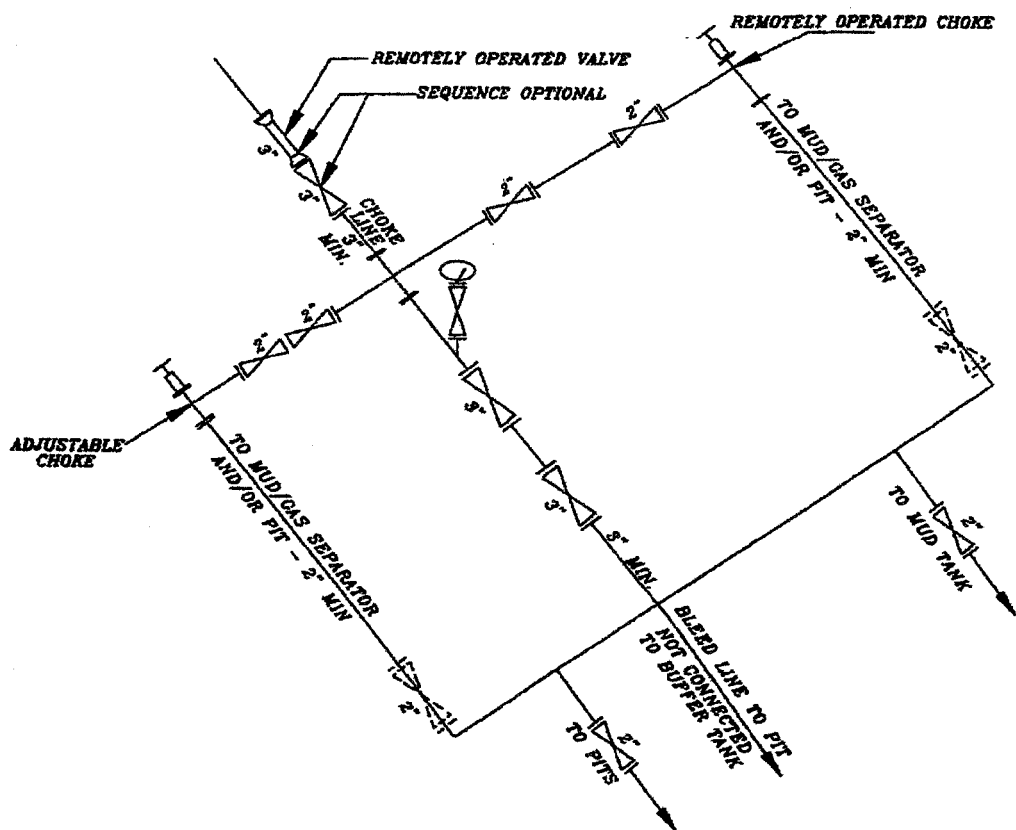 REMOTELY OPERATED CHOKE
REMOTELY OPERATED VALVE
SEQUENCE OPTIONAL
3"
3"
CHOKE
LINE
3"
MIN.
2"
2"
2"
2"
TO MUD/GAS SEPARATOR
AND/OR PIT - 2" MIN
2"
ADJUSTABLE
CHOKE
TO MUD/GAS SEPARATOR
AND/OR PIT - 2" MIN
2"
3"
3"
3" MIN.
BLEED LINE TO PIT
NOT CONNECTED
TO BUFFER TANK
2"
TO MUD TANK
2"
TO PITS